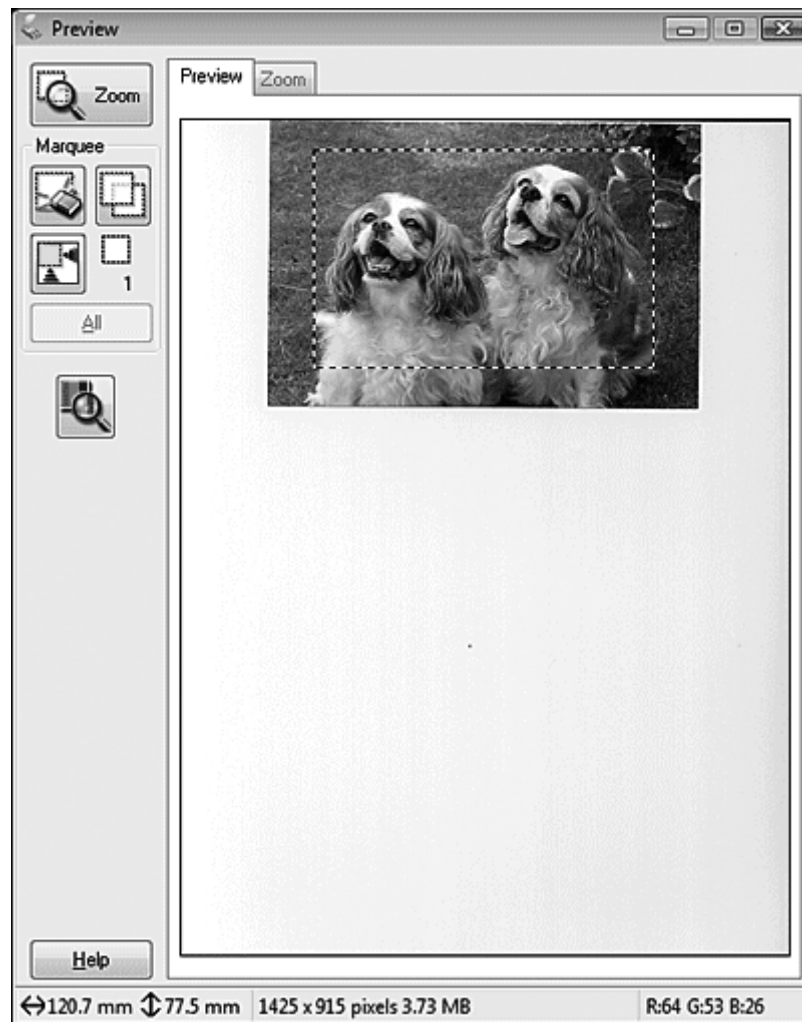 Preview
Zoom
Preview Zoom
Marquee
1
All
Help
120.7 mm 77.5 mm 1425 x 915 pixels 3.73 MB R:64 G:53 B:26